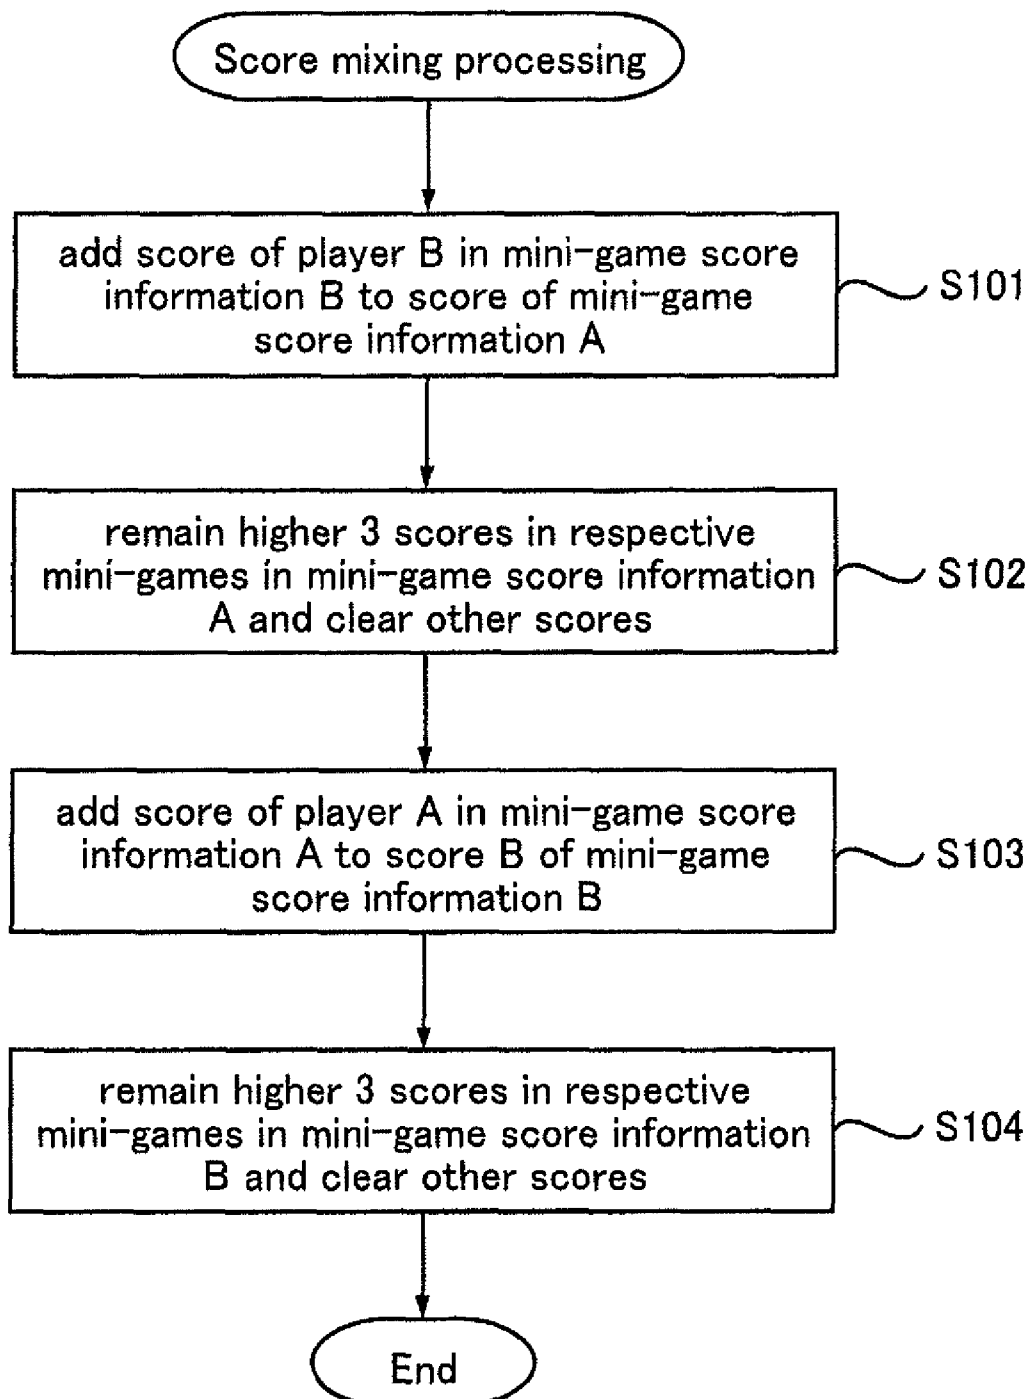 Score mixing processing
add score of player B in mini-game score
information B to score of mini-game
score information A
S101
remain higher 3 scores in respective
mini-games in mini-game score information
A and clear other scores
S102
add score of player A in mini-game score
information A to score B of mini-game
score information B
S103
remain higher 3 scores in respective
mini-games in mini-game score information
B and clear other scores
S104
End